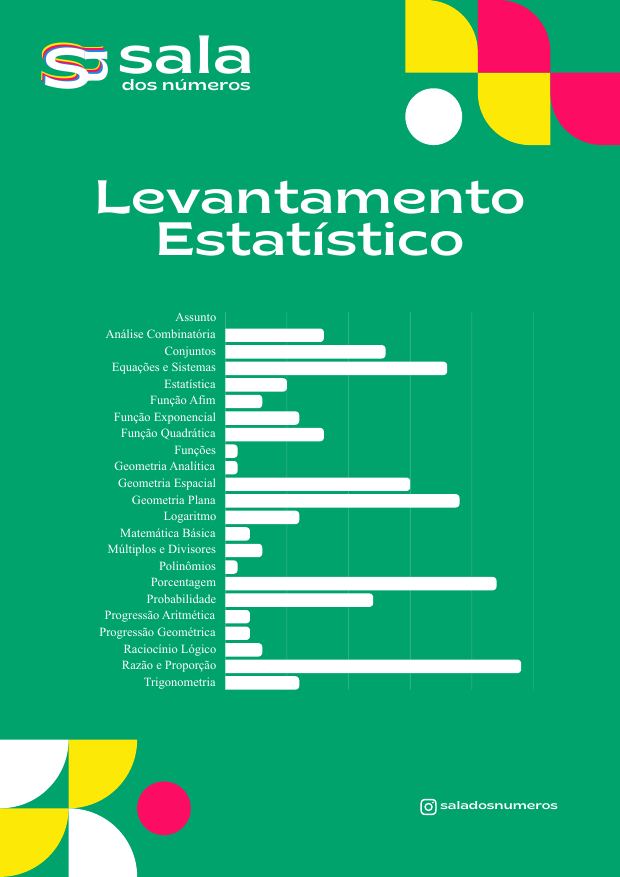 sala
dos números
Levantamento
Estatístico
Assunto
Análise Combinatória
Conjuntos
Equações e Sistemas
Estatística
Função Afim
Função Exponencial
Função Quadrática
Funções
Geometria Analítica
Geometria Espacial
Geometria Plana
Logaritmo
Matemática Básica
Múltiplos e Divisores
Polinômios
Porcentagem
Probabilidade
Progressão Aritmética
Progressão Geométrica
Raciocínio Lógico
Razão e Proporção
Trigonometria
saladosnumeros